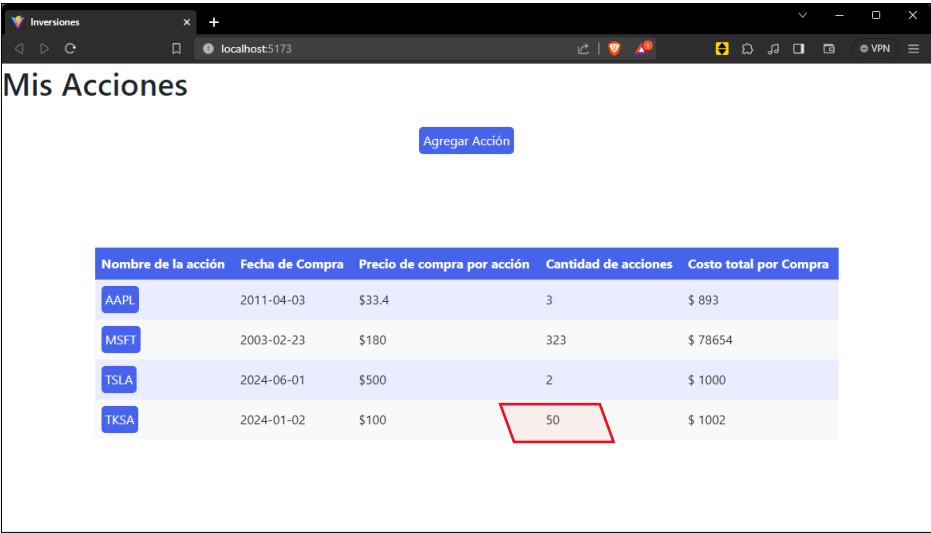 Inversiones
localhost:5173
VPN
Mis Acciones
Agregar Acción
Nombre de la acción Fecha de Compra Precio de compra por acción Cantidad de acciones Costo total por Compra
AAPL 2011-04-03 $33.4 3 $ 893
MSFT 2003-02-23 $180 323 $ 78654
TSLA 2024-06-01 $500 2 $ 1000
TKSA 2024-01-02 $100 50 $ 1002